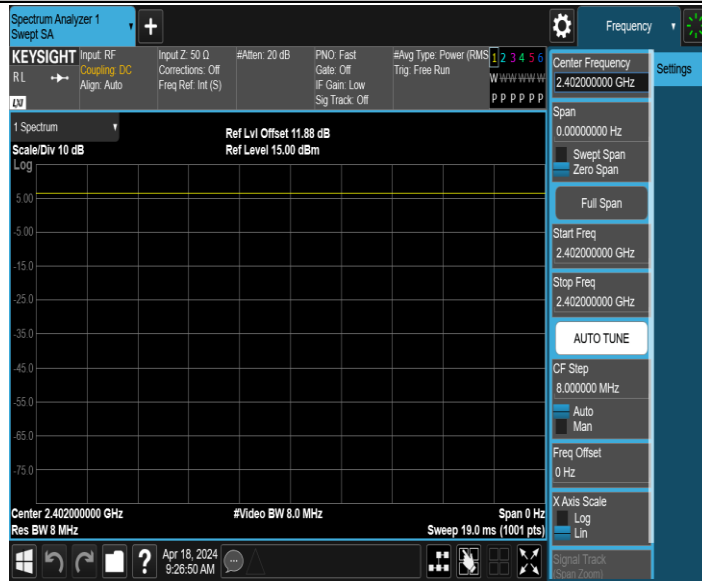 Spectrum Analyzer 1
Swept SA
Frequency
KEYSIGHT
RL
LXI
Input: RF
Coupling: DC
Align: Auto
Input Z: 50 Ω
Corrections: Off
Freq Ref: Int (S)
#Atten: 20 dB
PNO: Fast
Gate: Off
IF Gain: Low
Sig Track: Off
#Avg Type: Power (RMS
Trig: Free Run
1 2 3 4 5 6
W W W W W W
P P P P P P
1 Spectrum
Scale/Div 10 dB
Log
Ref Lvl Offset 11.88 dB
Ref Level 15.00 dBm
5.00
-5.00
-15.0
-25.0
-35.0
-45.0
-55.0
-65.0
-75.0
Center 2.402000000 GHz
Res BW 8 MHz
#Video BW 8.0 MHz
Span 0 Hz
Sweep 19.0 ms (1001 pts)
Center Frequency
2.402000000 GHz
Settings
Span
0.00000000 Hz
Swept Span
Zero Span
Full Span
Start Freq
2.402000000 GHz
Stop Freq
2.402000000 GHz
AUTO TUNE
CF Step
8.000000 MHz
Auto
Man
Freq Offset
0 Hz
X Axis Scale
Log
Lin
Signal Track
(Span Zoom)
?
Apr 18, 2024
9:26:50 AM